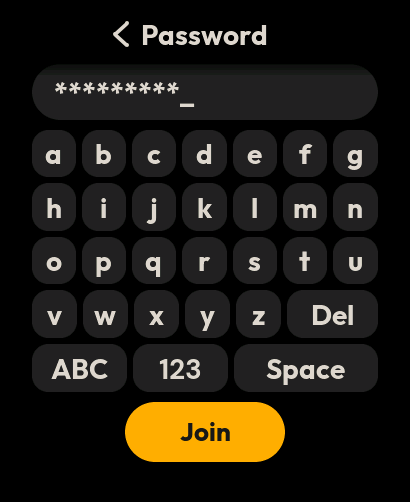 Password
*********_
a b c d e f g
h i j k l m n
o p q r s t u
v w x y z Del
ABC 123 Space
Join